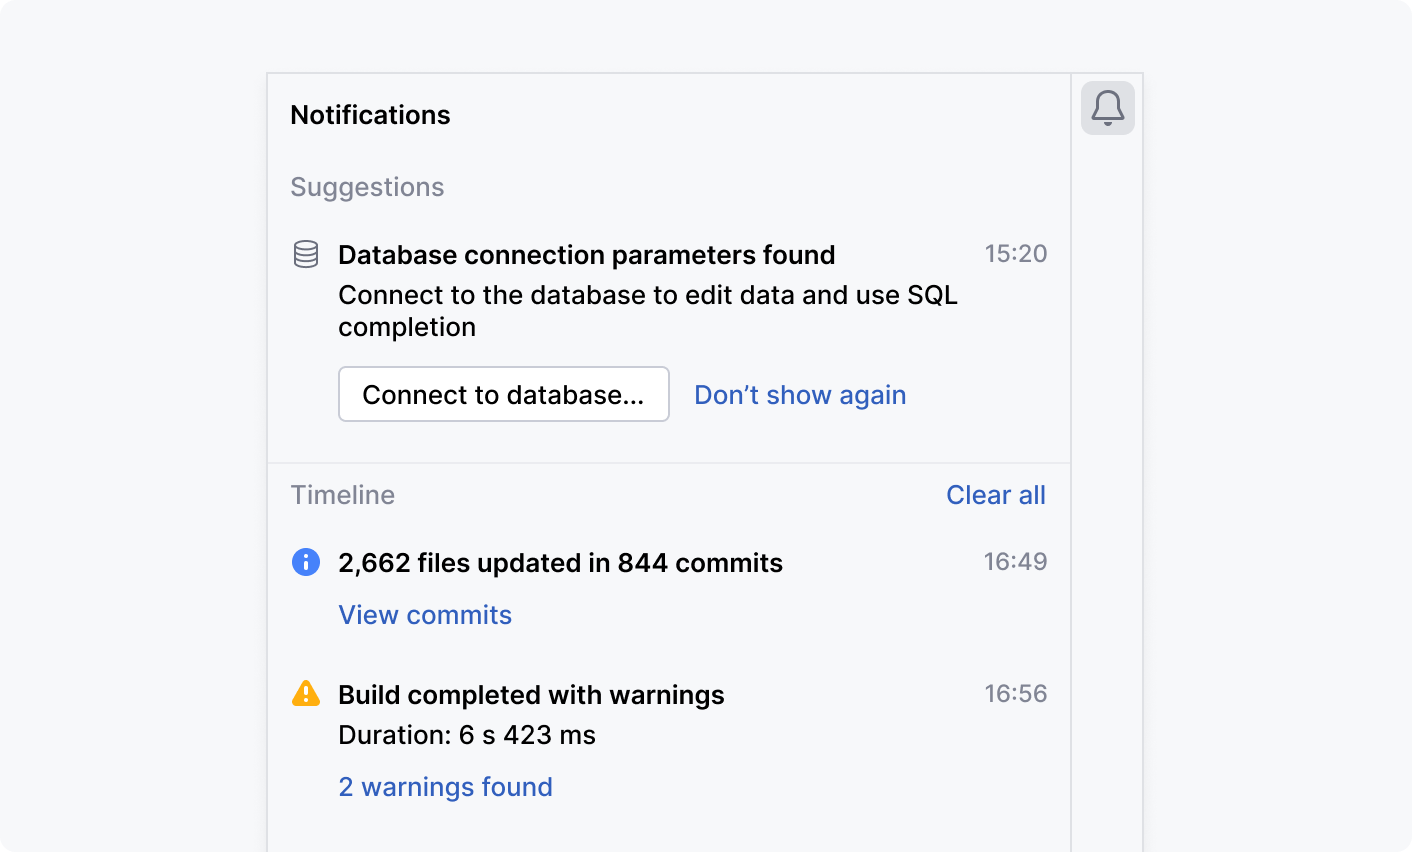 Notifications
Suggestions
Database connection parameters found 15:20
Connect to the database to edit data and use SQL
completion
Connect to database... Don’t show again
Timeline Clear all
2,662 files updated in 844 commits 16:49
View commits
Build completed with warnings 16:56
Duration: 6 s 423 ms
2 warnings found